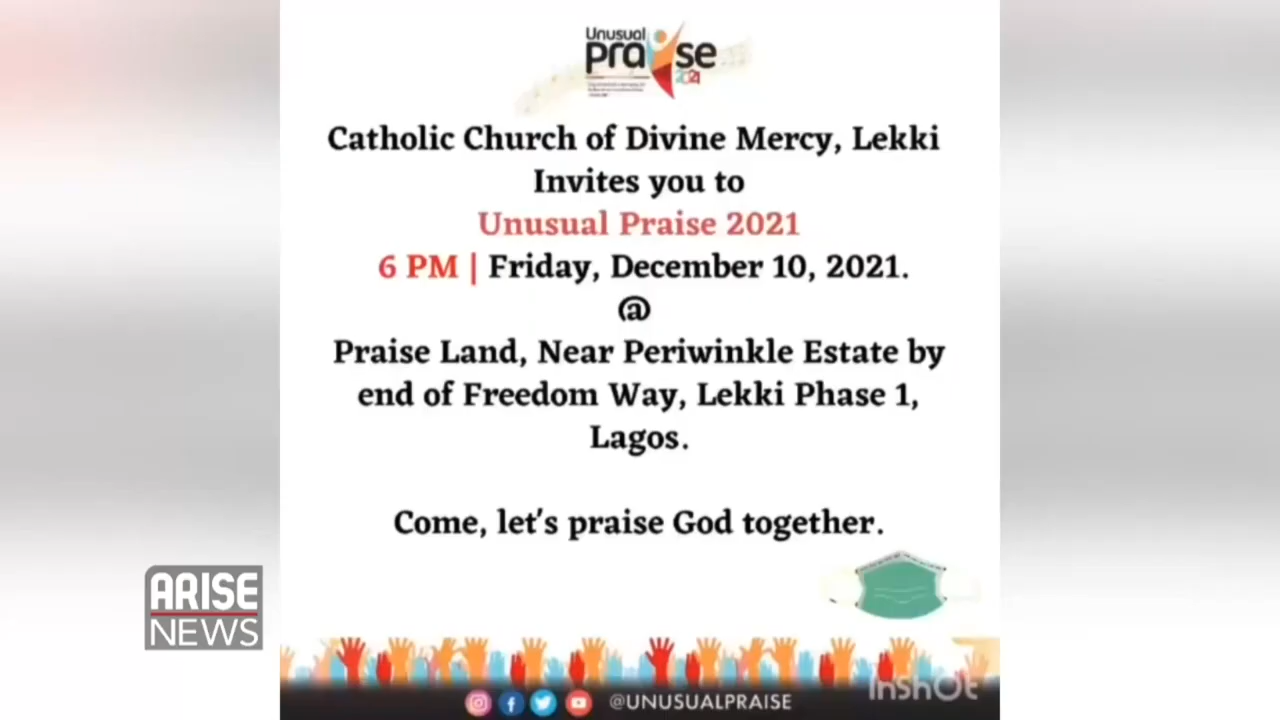 Unusual
praise
2021
Catholic Church of Divine Mercy, Lekki
Invites you to
Unusual Praise 2021
6 PM | Friday, December 10, 2021.
@
Praise Land, Near Periwinkle Estate by
end of Freedom Way, Lekki Phase 1,
Lagos.
Come, let's praise God together.
ARISE
NEWS
InShOt
@UNUSUALPRAISE